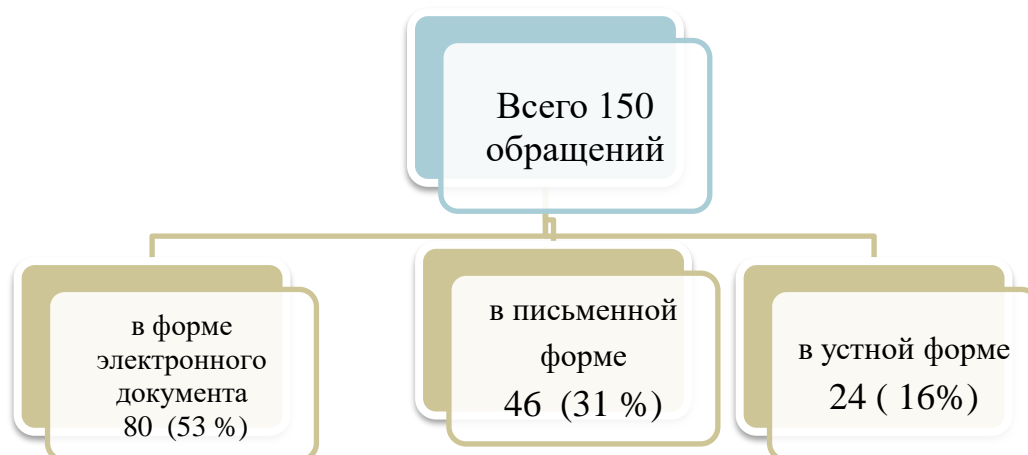 Всего 150
обращений
в форме
электронного
документа
80 (53 %)
в письменной
форме
46 (31 %)
в устной форме
24 ( 16%)